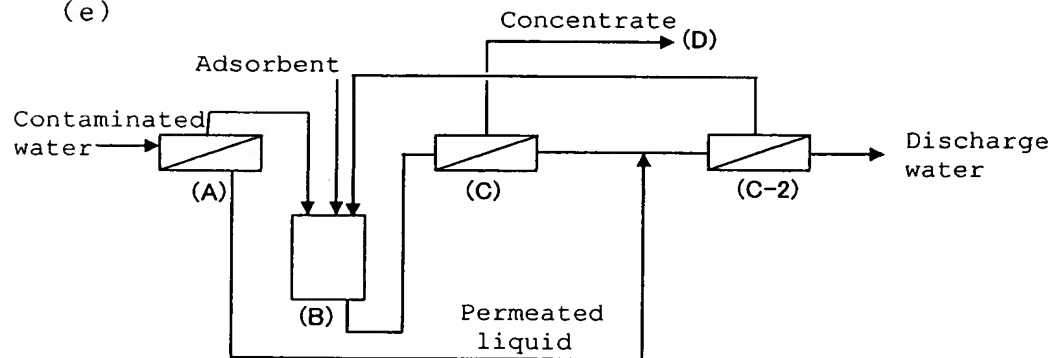 (e)
Concentrate
(D)
Adsorbent
Contaminated
water
Discharge
water
(A)
(C)
(C-2)
(B)
Permeated
liquid